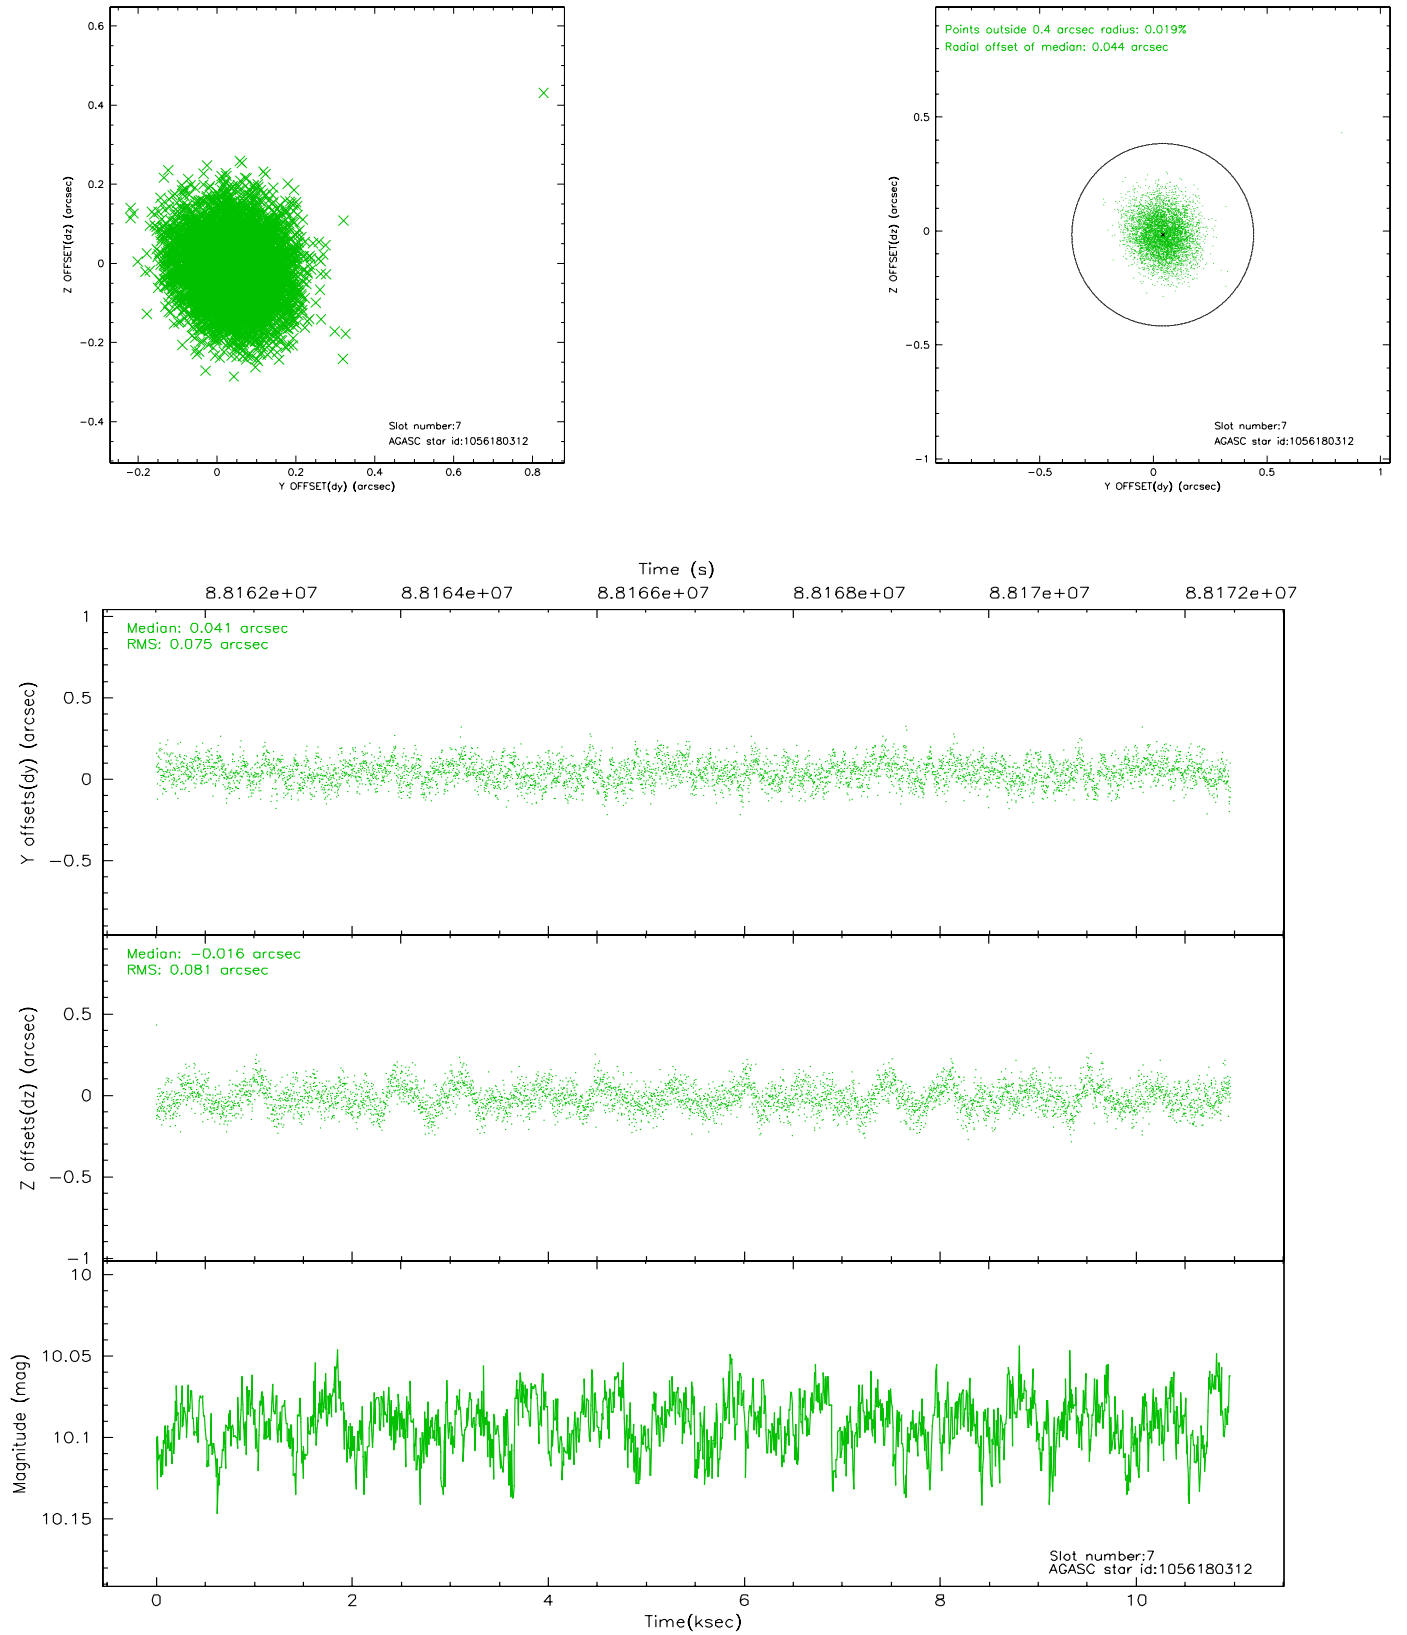 0.6
0.4
0.2
0
−0.2
−0.4
Z OFFSET(dz) (arcsec)
−0.2 0 0.2 0.4 0.6 0.8
Y OFFSET(dy) (arcsec)
Slot number:7
AGASC star id:1056180312
Points outside 0.4 arcsec radius: 0.019%
Radial offset of median: 0.044 arcsec
0.5
0
−0.5
−1
Z OFFSET(dz) (arcsec)
−0.5 0 0.5 1
Y OFFSET(dy) (arcsec)
Slot number:7
AGASC star id:1056180312
Time (s)
8.8162e+07 8.8164e+07 8.8166e+07 8.8168e+07 8.817e+07 8.8172e+07
Median: 0.041 arcsec
RMS: 0.075 arcsec
1
0.5
0
−0.5
Y offsets(dy) (arcsec)
Median: −0.016 arcsec
RMS: 0.081 arcsec
0.5
0
−0.5
−1
Z offsets(dz) (arcsec)
10
10.05
10.1
10.15
Magnitude (mag)
Slot number:7
AGASC star id:1056180312
0 2 4 6 8 10
Time(ksec)